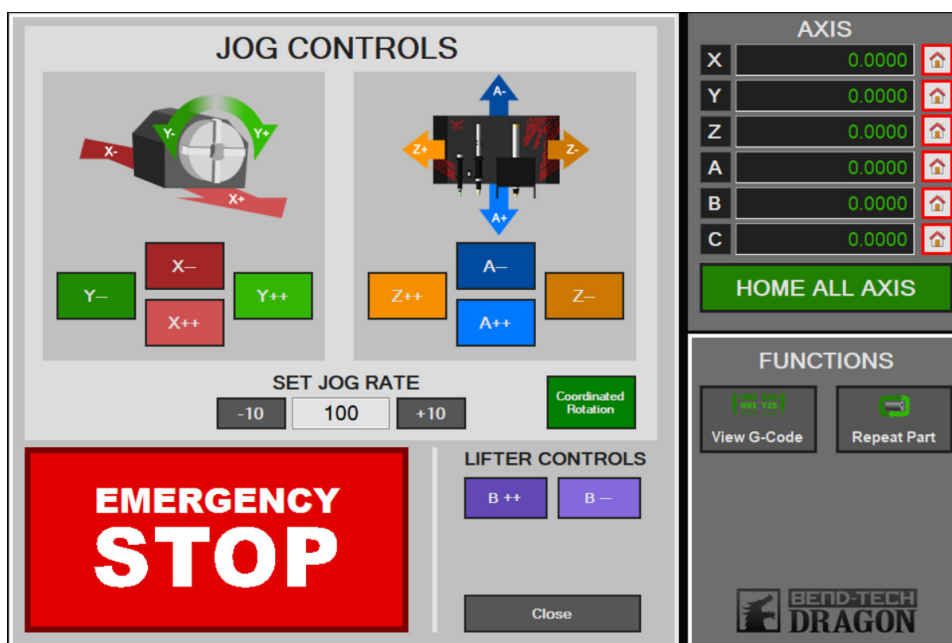 JOG CONTROLS
Y-
Y+
X-
X+
A-
Z+
Z-
A+
X--
Y--
Y++
X++
A--
Z++
Z--
A++
SET JOG RATE
-10
100
+10
Coordinated
Rotation
EMERGENCY
STOP
LIFTER CONTROLS
B ++
B --
Close
AXIS
X 0.0000
Y 0.0000
Z 0.0000
A 0.0000
B 0.0000
C 0.0000
HOME ALL AXIS
FUNCTIONS
G91 Y25
View G-Code
Repeat Part
BEND-TECH
DRAGON